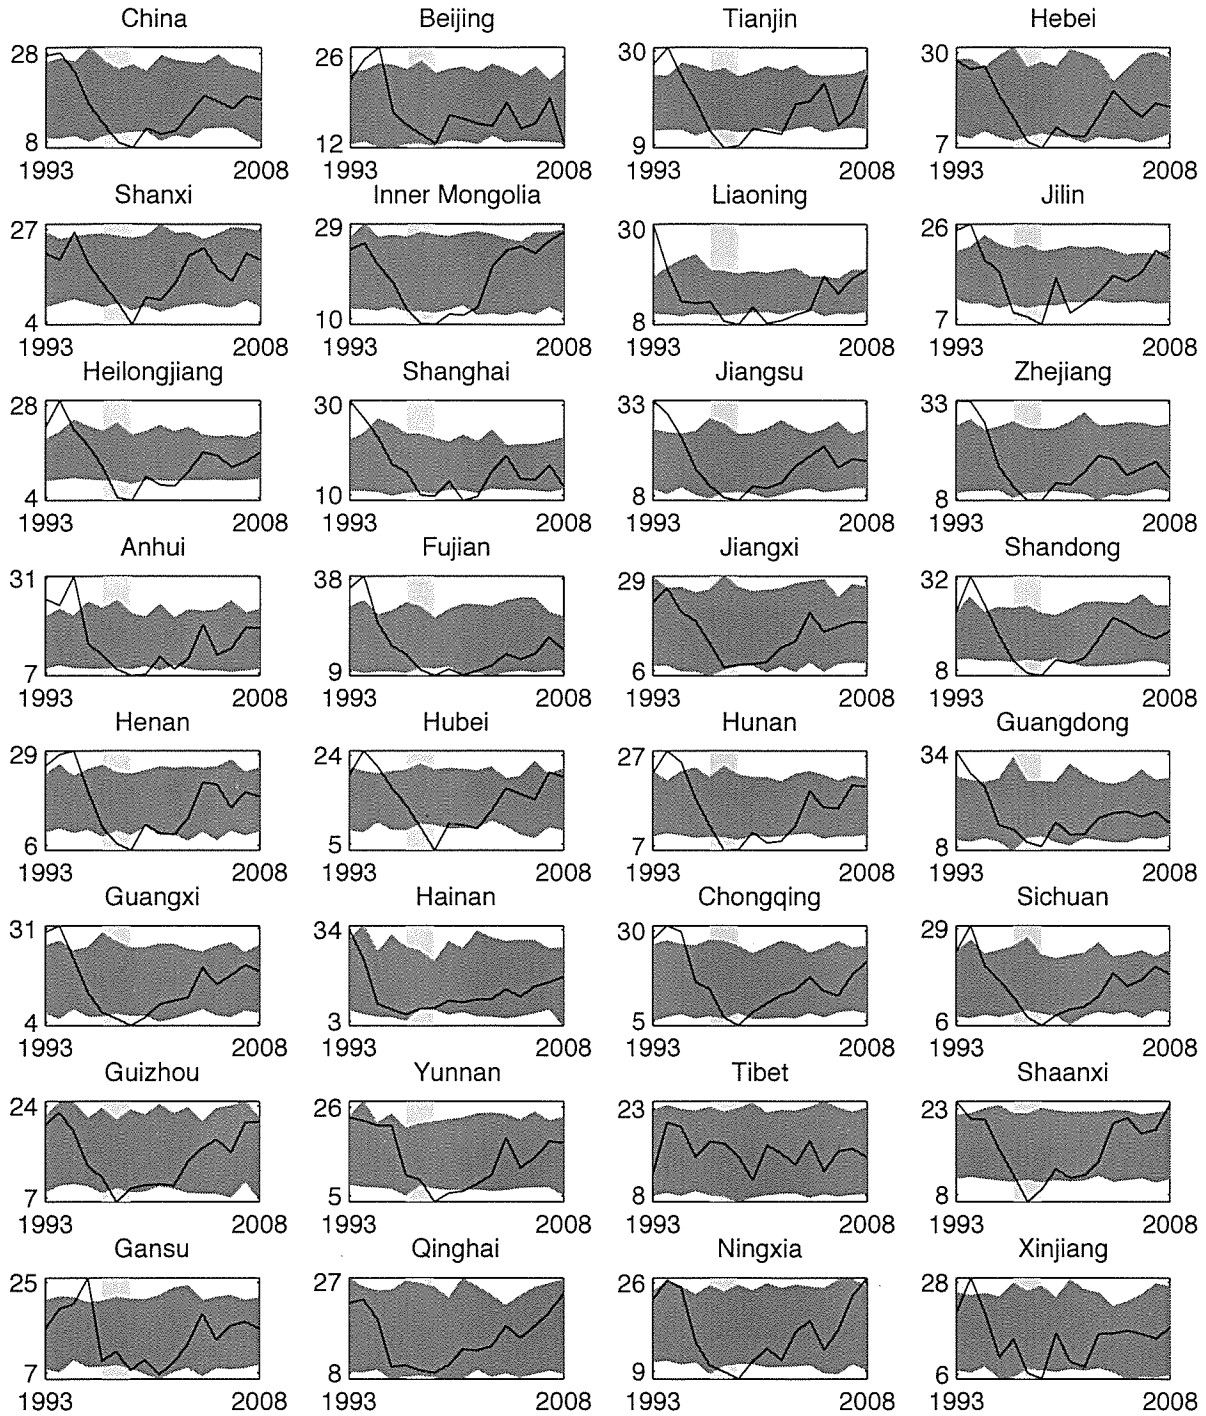 China Beijing Tianjin Hebei
28 26 30 30
8 12 9 7
1993 2008 1993 2008 1993 2008 1993 2008
Shanxi Inner Mongolia Liaoning Jilin
27 29 30 26
4 10 8 7
1993 2008 1993 2008 1993 2008 1993 2008
Heilongjiang Shanghai Jiangsu Zhejiang
28 30 33 33
4 10 8 8
1993 2008 1993 2008 1993 2008 1993 2008
Anhui Fujian Jiangxi Shandong
31 38 29 32
7 9 6 8
1993 2008 1993 2008 1993 2008 1993 2008
Henan Hubei Hunan Guangdong
29 24 27 34
6 5 7 8
1993 2008 1993 2008 1993 2008 1993 2008
Guangxi Hainan Chongqing Sichuan
31 34 30 29
4 3 5 6
1993 2008 1993 2008 1993 2008 1993 2008
Guizhou Yunnan Tibet Shaanxi
24 26 23 23
7 5 8 8
1993 2008 1993 2008 1993 2008 1993 2008
Gansu Qinghai Ningxia Xinjiang
25 27 26 28
7 8 9 6
1993 2008 1993 2008 1993 2008 1993 2008